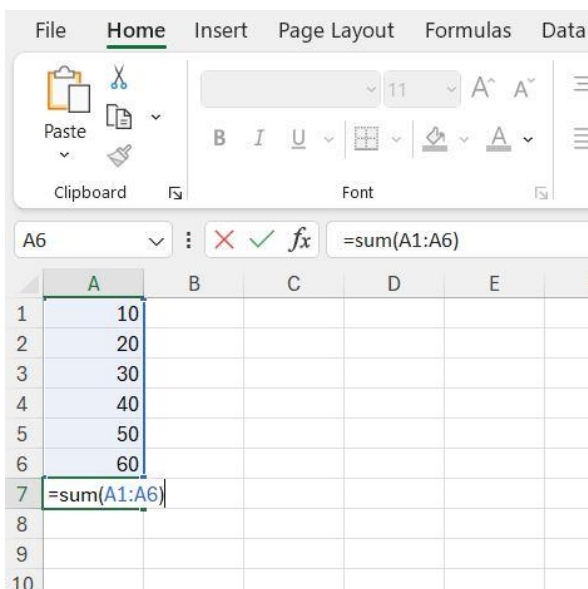 File Home Insert Page Layout Formulas Data
11 A^ A˅
Paste
B I U A
Clipboard Font
A6 fx =sum(A1:A6)
A B C D E
1 10
2 20
3 30
4 40
5 50
6 60
7 =sum(A1:A6)
8
9
10